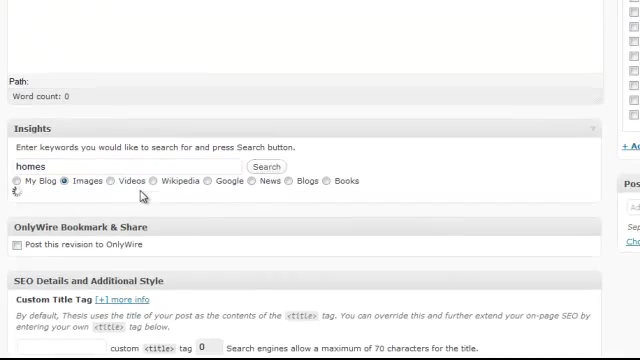 Path:
Word count: 0
Insights
Enter keywords you would like to search for and press Search button.
homes Search
My Blog Images Videos Wikipedia Google News Blogs Books
OnlyWire Bookmark & Share
Post this revision to OnlyWire
SEO Details and Additional Style
Custom Title Tag [+] more info
By default, Thesis uses the title of your post as the contents of the <title> tag. You can override this and further extend your on-page SEO by
entering your own <title> tag below.
custom <title> tag 0 Search engines allow a maximum of 70 characters for the title.
+ Ad
Pos
Ad
Sep
Cho